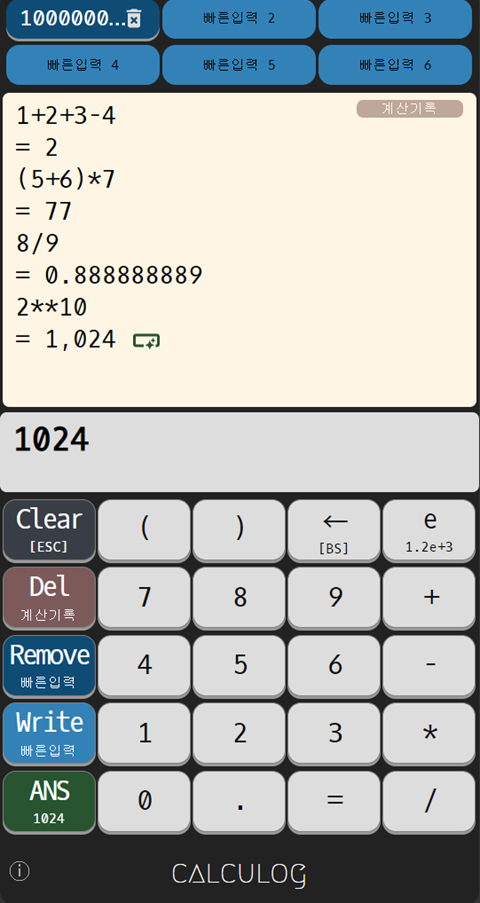 1000000...
빠른입력 2
빠른입력 3
빠른입력 4
빠른입력 5
빠른입력 6
계산기록
1+2+3-4
= 2
(5+6)*7
= 77
8/9
= 0.888888889
2**10
= 1,024
1024
Clear
[ESC]
(
)
←
[BS]
e
1.2e+3
Del
계산기록
7
8
9
+
Remove
빠른입력
4
5
6
-
Write
빠른입력
1
2
3
*
ANS
1024
0
.
=
/
CALCULOG